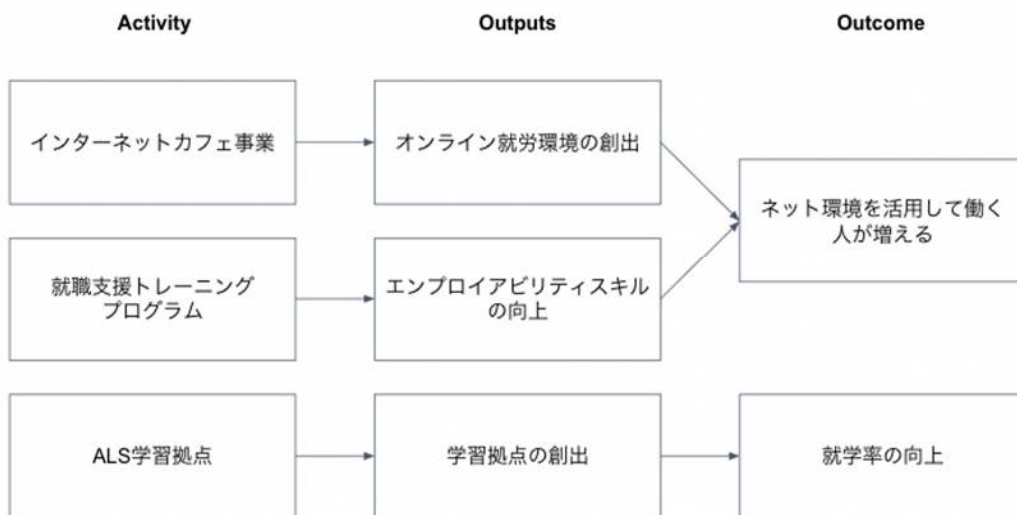 Activity
Outputs
Outcome
インターネットカフェ事業
オンライン就労環境の創出
ネット環境を活用して働く
人が増える
就職支援トレーニング
プログラム
エンプロイアビリティスキル
の向上
ALS学習拠点
学習拠点の創出
就学率の向上